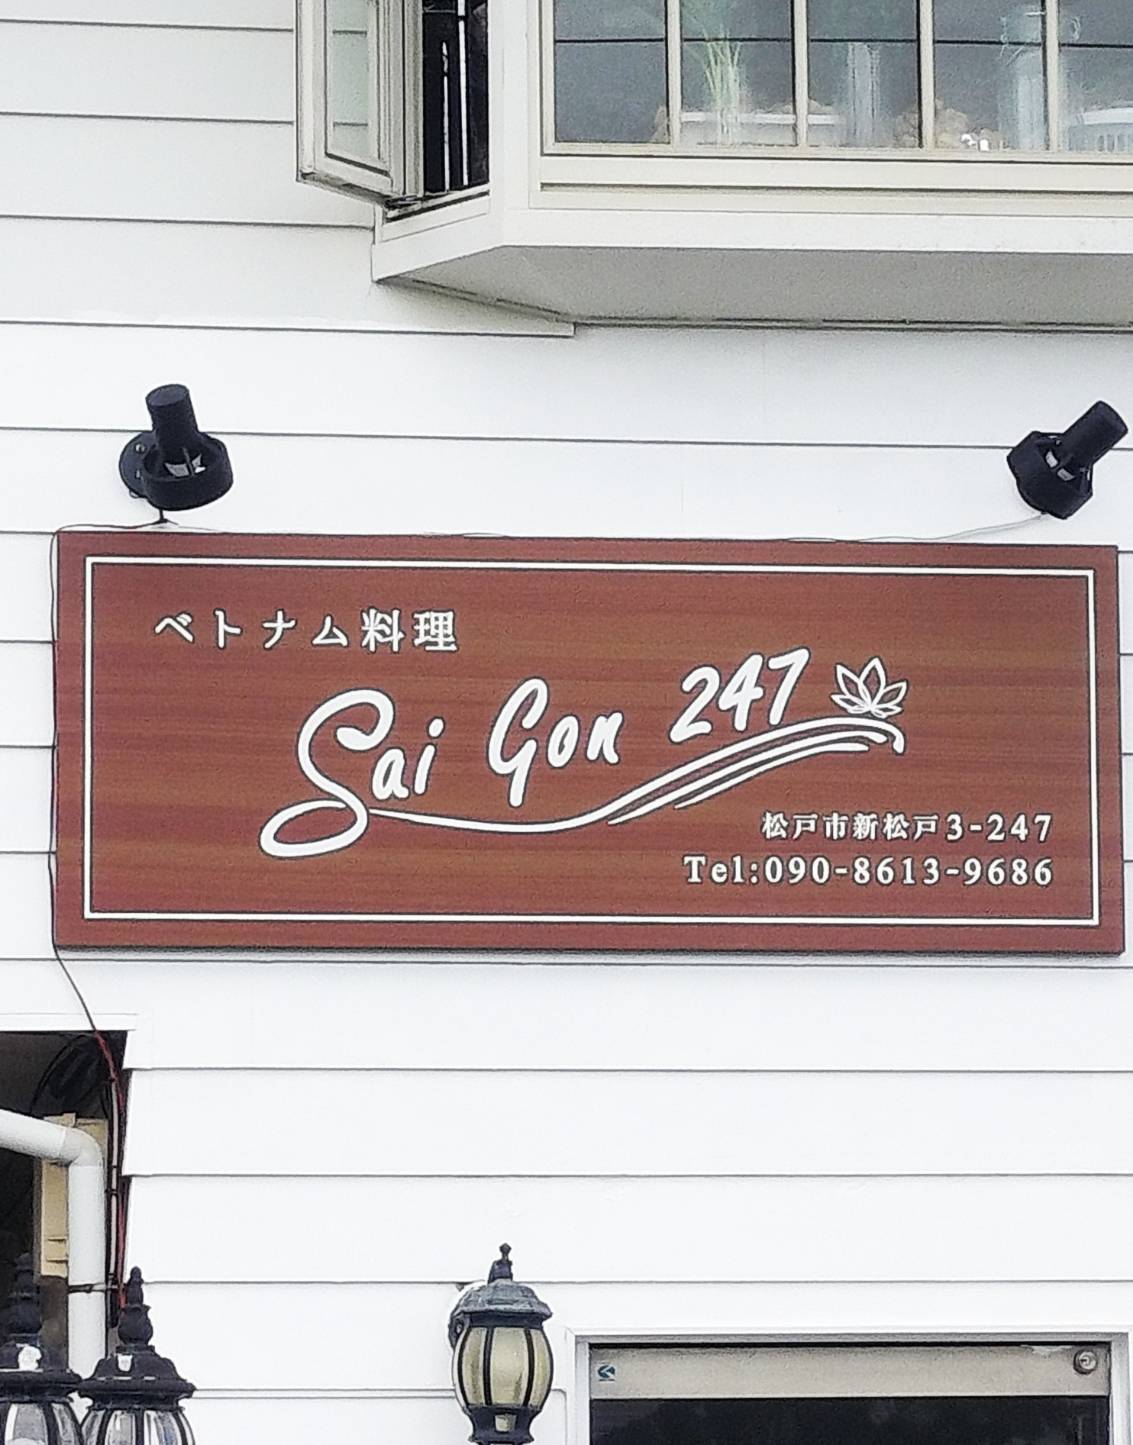 ベトナム料理
Sai Gon 247
松戸市新松戸3-247
Tel:090-8613-9686